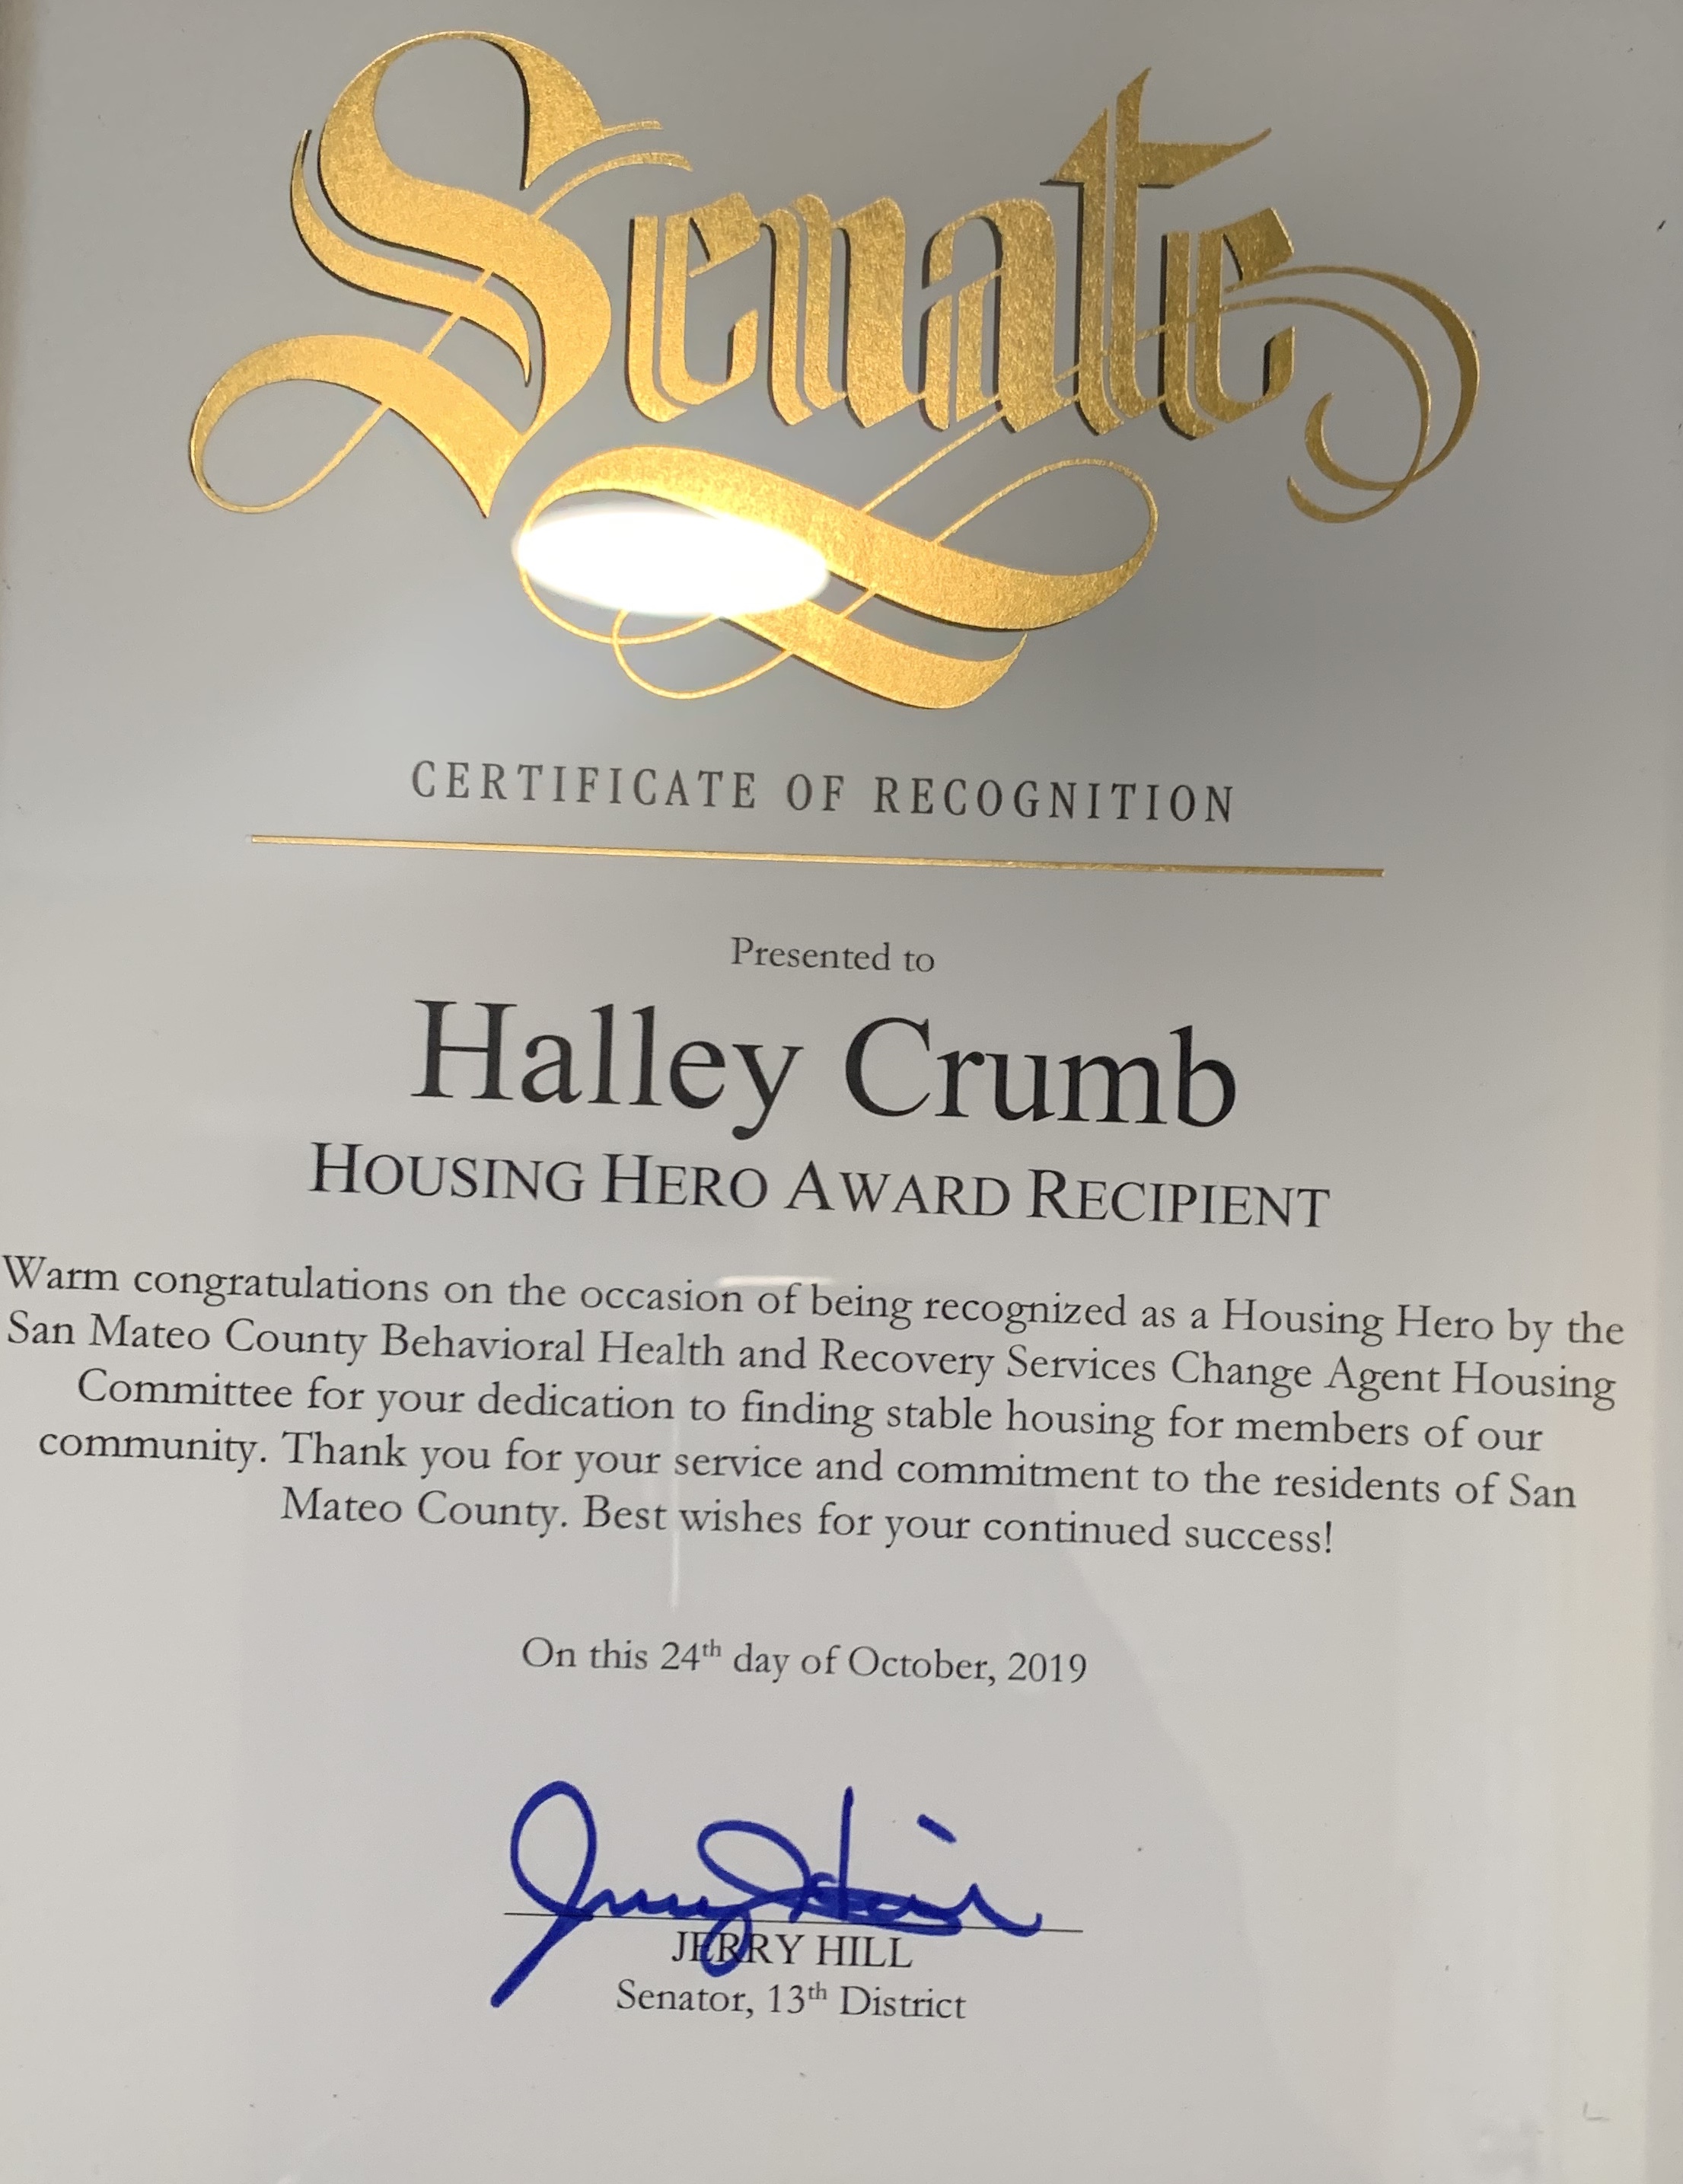 Senate
CERTIFICATE OF RECOGNITION
Presented to
Halley Crumb
HOUSING HERO AWARD RECIPIENT
Warm congratulations on the occasion of being recognized as a Housing Hero by the
San Mateo County Behavioral Health and Recovery Services Change Agent Housing
Committee for your dedication to finding stable housing for members of our
community. Thank you for your service and commitment to the residents of San
Mateo County. Best wishes for your continued success!
On this 24th day of October, 2019
Jerry Hill
JERRY HILL
Senator, 13th District